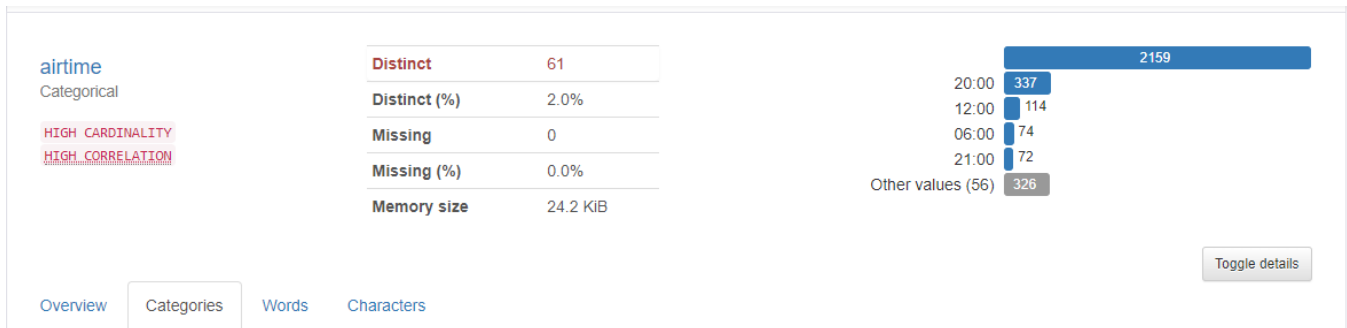 airtime
Categorical
HIGH CARDINALITY
HIGH CORRELATION
Distinct 61
Distinct (%) 2.0%
Missing 0
Missing (%) 0.0%
Memory size 24.2 KiB
2159
20:00 337
12:00 114
06:00 74
21:00 72
Other values (56) 326
Toggle details
Overview Categories Words Characters